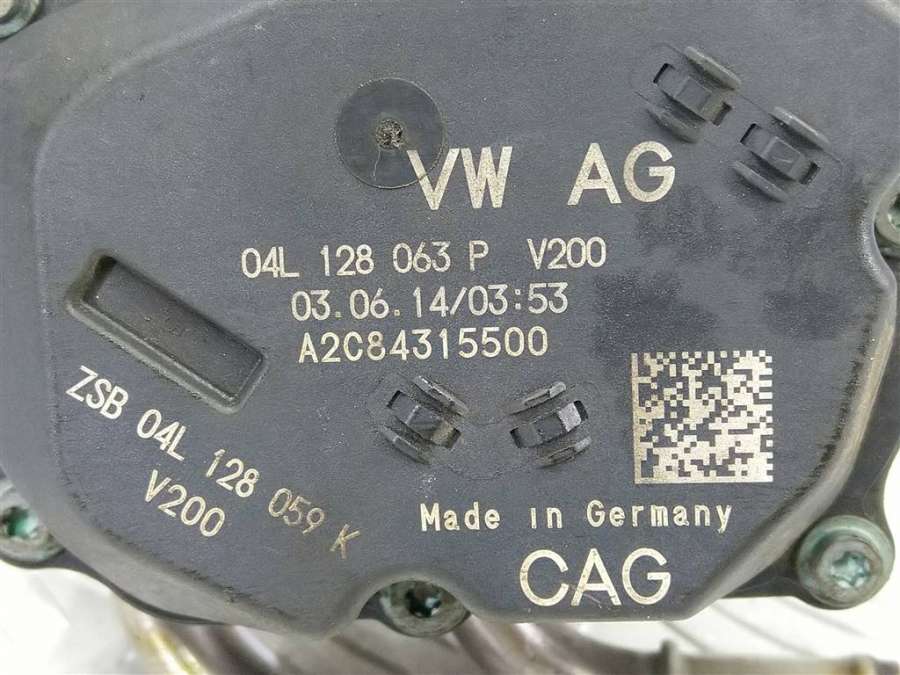 VW AG
04L 128 063 P V200
03.06.14/03:53
A2C84315500
ZSB 04L 128 059 K
V200
Made in Germany
CAG